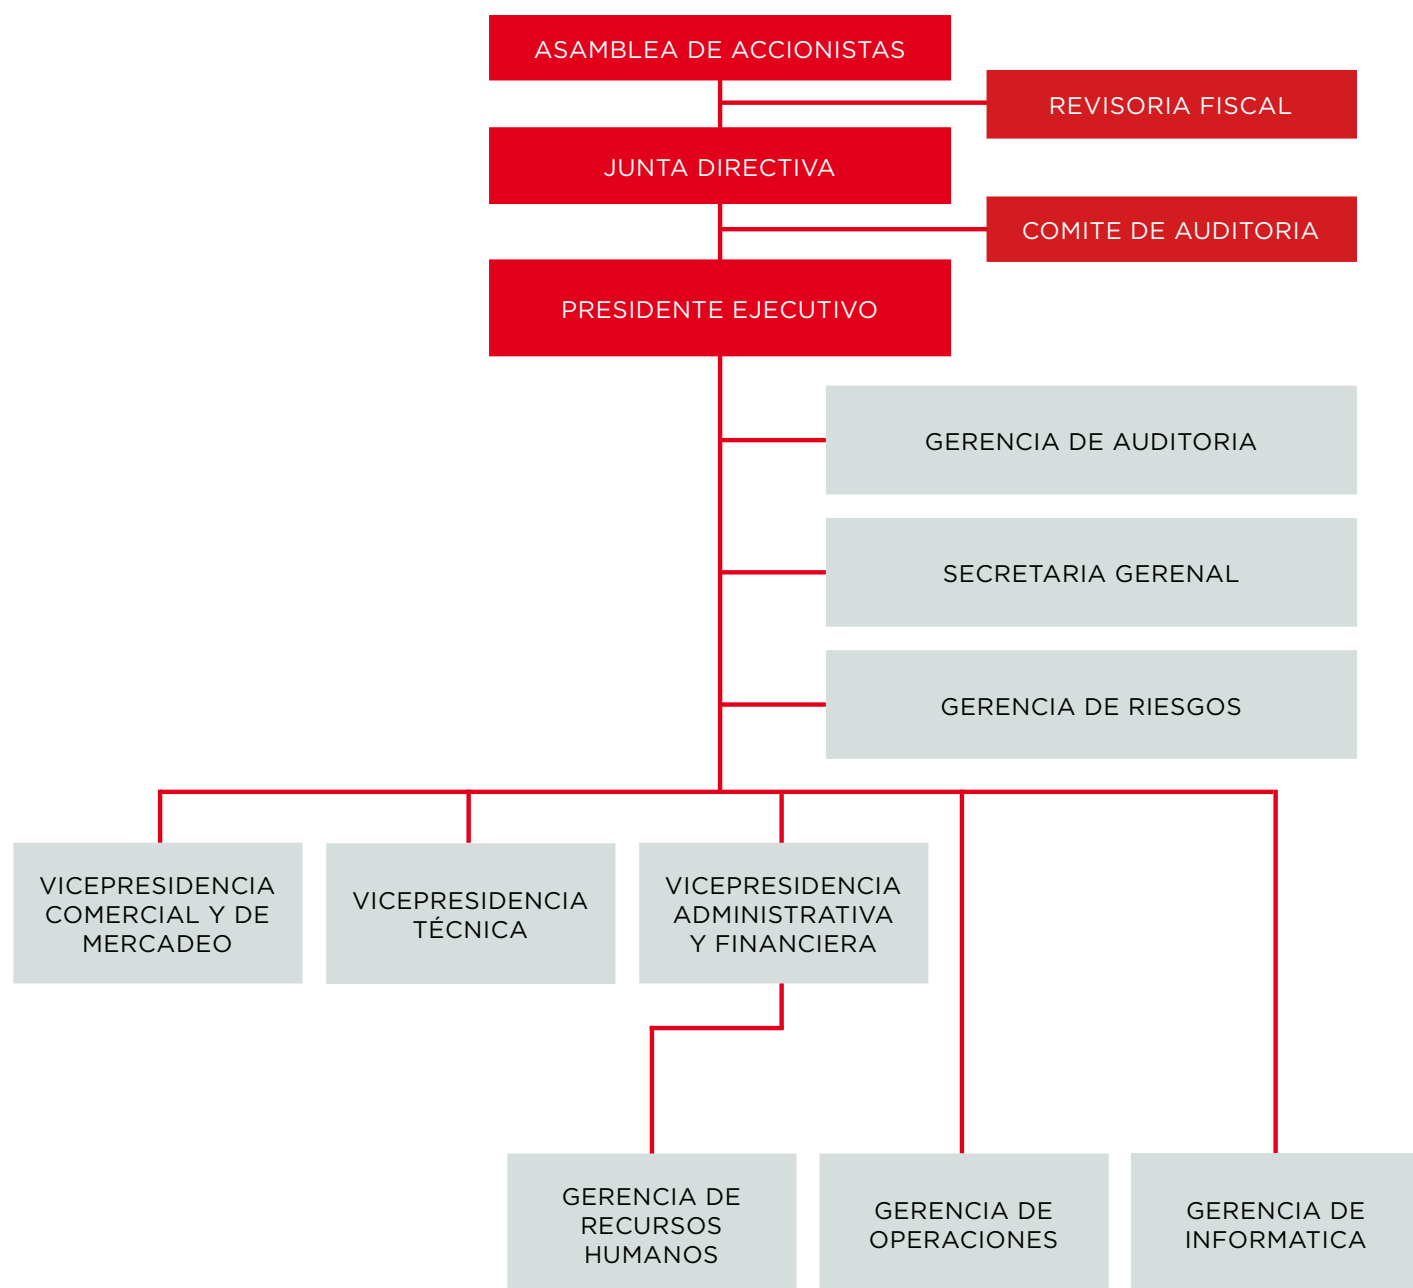 ASAMBLEA DE ACCIONISTAS
REVISORIA FISCAL
JUNTA DIRECTIVA
COMITE DE AUDITORIA
PRESIDENTE EJECUTIVO
GERENCIA DE AUDITORIA
SECRETARIA GERENAL
GERENCIA DE RIESGOS
VICEPRESIDENCIA
COMERCIAL Y DE
MERCADEO
VICEPRESIDENCIA
TÉCNICA
VICEPRESIDENCIA
ADMINISTRATIVA
Y FINANCIERA
GERENCIA DE
RECURSOS
HUMANOS
GERENCIA DE
OPERACIONES
GERENCIA DE
INFORMATICA